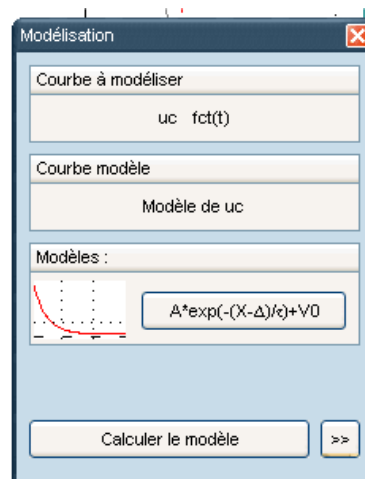 Modélisation
Courbe à modéliser
uc fct(t)
Courbe modèle
Modèle de uc
Modèles :
A*exp(-(X-Δ)/τ)+V0
Calculer le modèle
>>